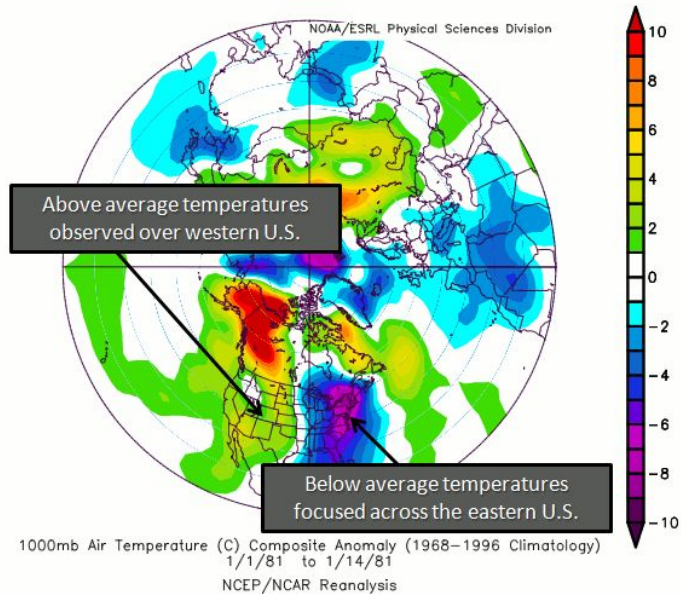 NOAA/ESRL Physical Sciences Division
10
8
6
4
2
0
-2
-4
-6
-8
-10
Above average temperatures
observed over western U.S.
Below average temperatures
focused across the eastern U.S.
1000mb Air Temperature (C) Composite Anomaly (1968-1996 Climatology)
1/1/81 to 1/14/81
NCEP/NCAR Reanalysis